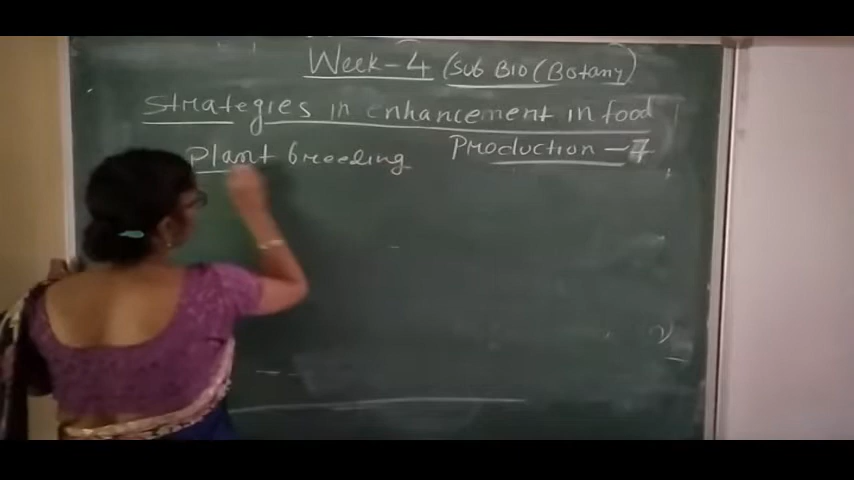 Week-4 (Sub Bio (Botany)
Strategies in enhancement in food
Production - 7
Plant breeding